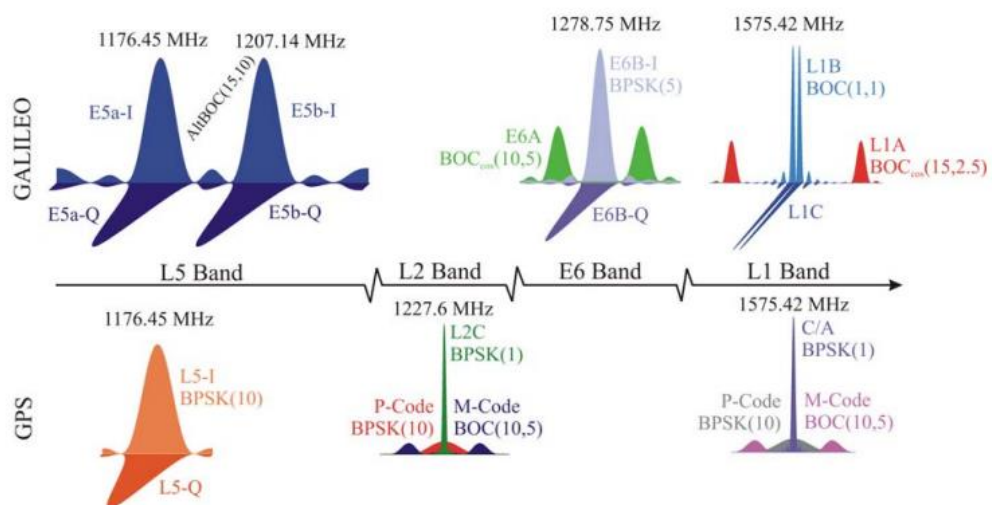 GALILEO
1176.45 MHz
1207.14 MHz
1278.75 MHz
1575.42 MHz
E5a-I
AltBOC(15,10)
E5b-I
E6B-I
BPSK(5)
E6A
BOCcos(10,5)
L1B
BOC(1,1)
L1A
BOCcos(15,2.5)
E5a-Q
E5b-Q
E6B-Q
L1C
L5 Band
L2 Band
E6 Band
L1 Band
GPS
1176.45 MHz
1227.6 MHz
1575.42 MHz
L5-I
BPSK(10)
L5-Q
L2C
BPSK(1)
P-Code
BPSK(10)
M-Code
BOC(10,5)
C/A
BPSK(1)
P-Code
BPSK(10)
M-Code
BOC(10,5)